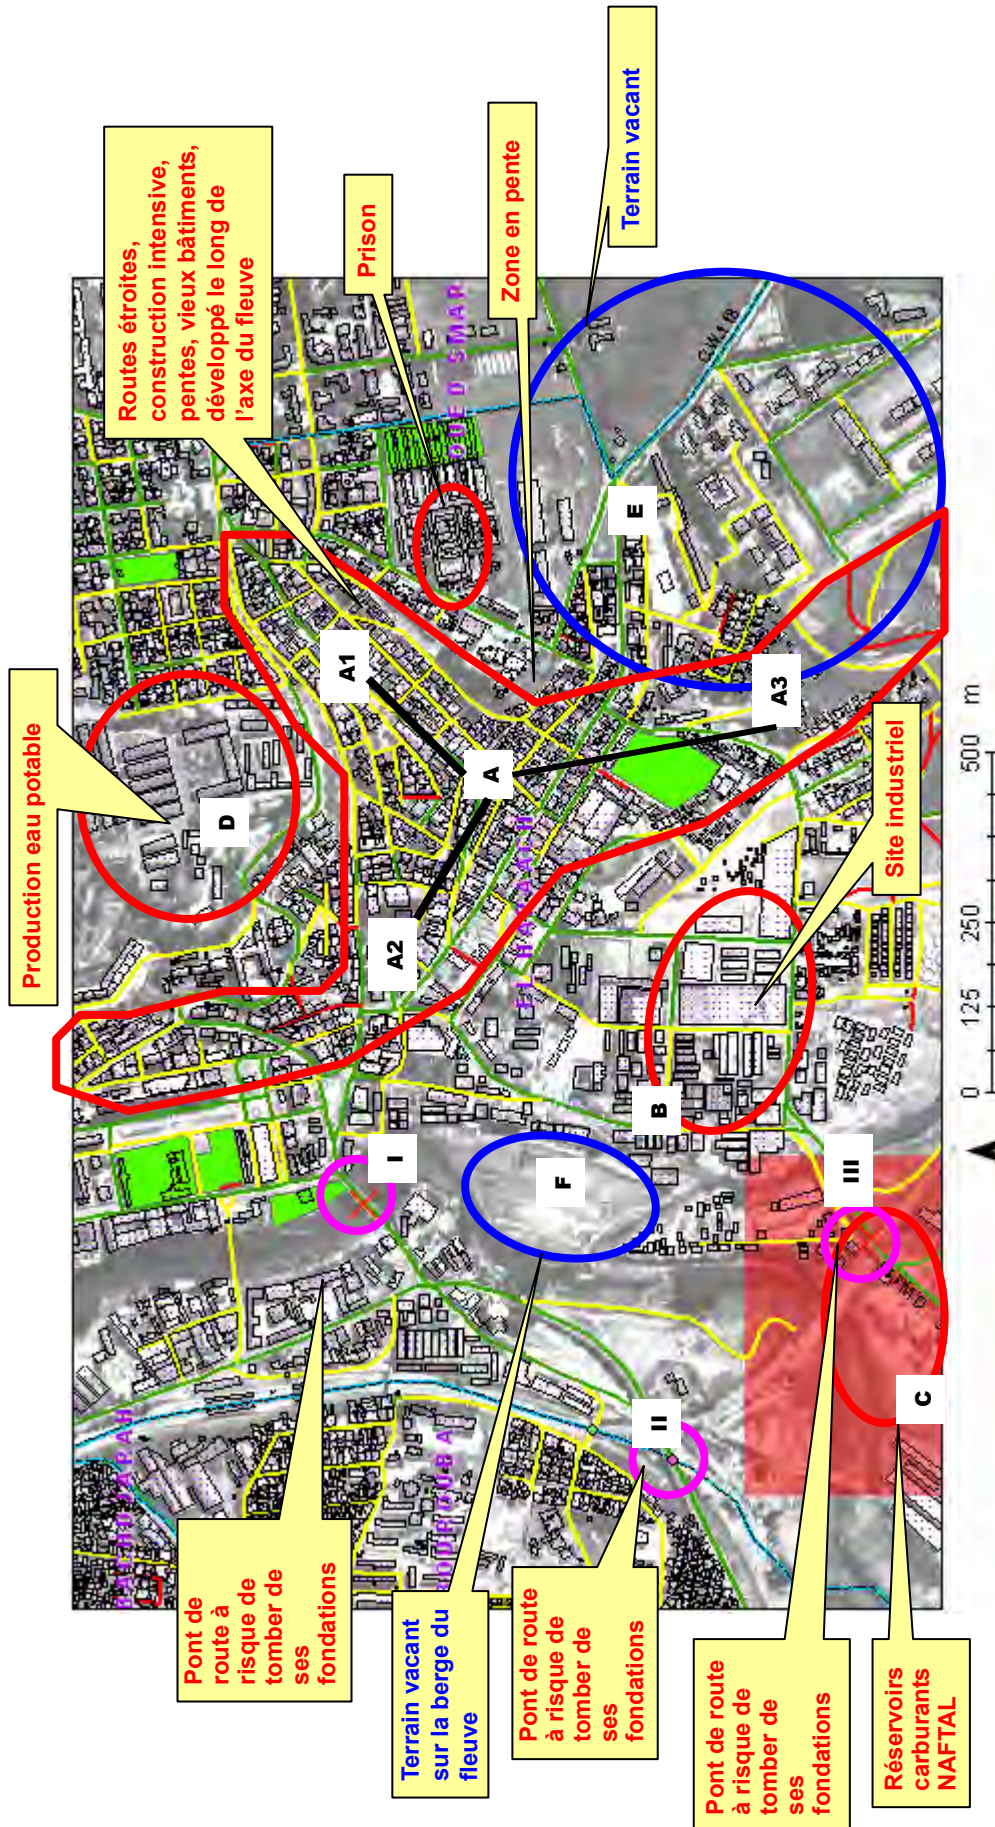 Production eau potable
Routes étroites,
construction intensive,
pentes, vieux bâtiments,
développé le long de
l'axe du fleuve
Prison
Zone en pente
Terrain vacant
Site industriel
Pont de
route à
risque de
tomber de
ses
fondations
Terrain vacant
sur la berge du
fleuve
Pont de route
à risque de
tomber de
ses
fondations
Pont de route
à risque de
tomber de
ses
fondations
Réservoirs
carburants
NAFTAL
BACHDJARAH
BOUROUBA
EL HARRACH
OUED SMAR
C.W.118
A
A1
A2
A3
B
C
D
E
F
I
II
III
0 125 250 500 m